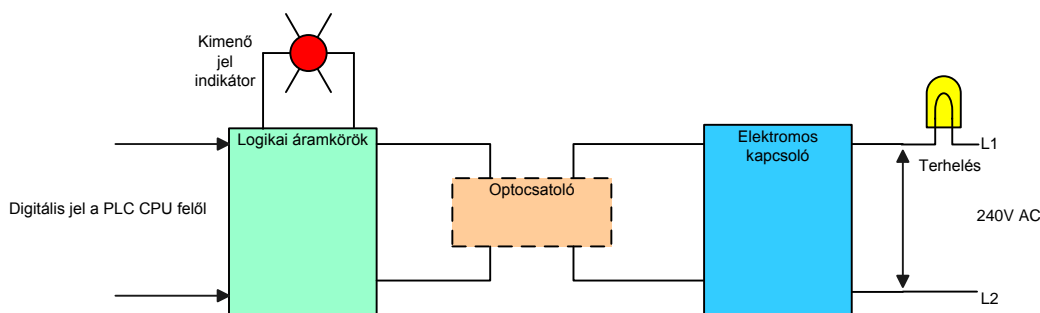 Kimenő
jel
indikátor
Logikai áramkörök
Elektromos
kapcsoló
L1
Terhelés
Optocsatoló
Digitális jel a PLC CPU felől
240V AC
L2